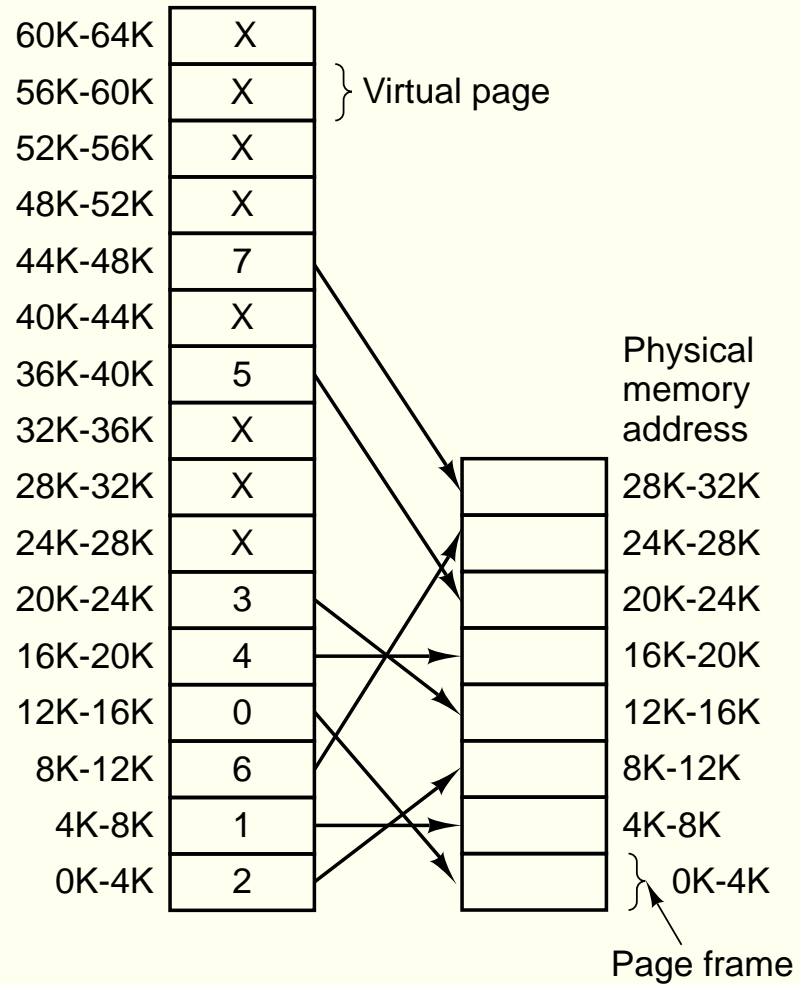 60K-64K X
56K-60K X Virtual page
52K-56K X
48K-52K X
44K-48K 7
40K-44K X
36K-40K 5
32K-36K X
28K-32K X
24K-28K X
20K-24K 3
16K-20K 4
12K-16K 0
8K-12K 6
4K-8K 1
0K-4K 2
Physical
memory
address
28K-32K
24K-28K
20K-24K
16K-20K
12K-16K
8K-12K
4K-8K
0K-4K
Page frame